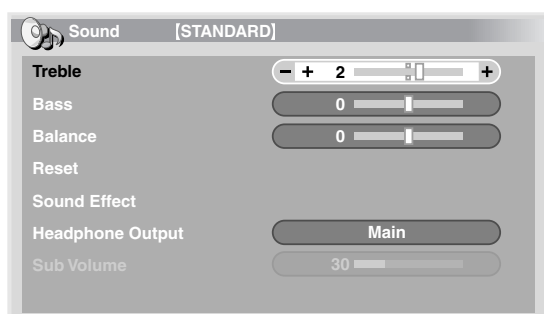 Sound [STANDARD]
Treble - + 2 +
Bass 0
Balance 0
Reset
Sound Effect
Headphone Output Main
Sub Volume 30